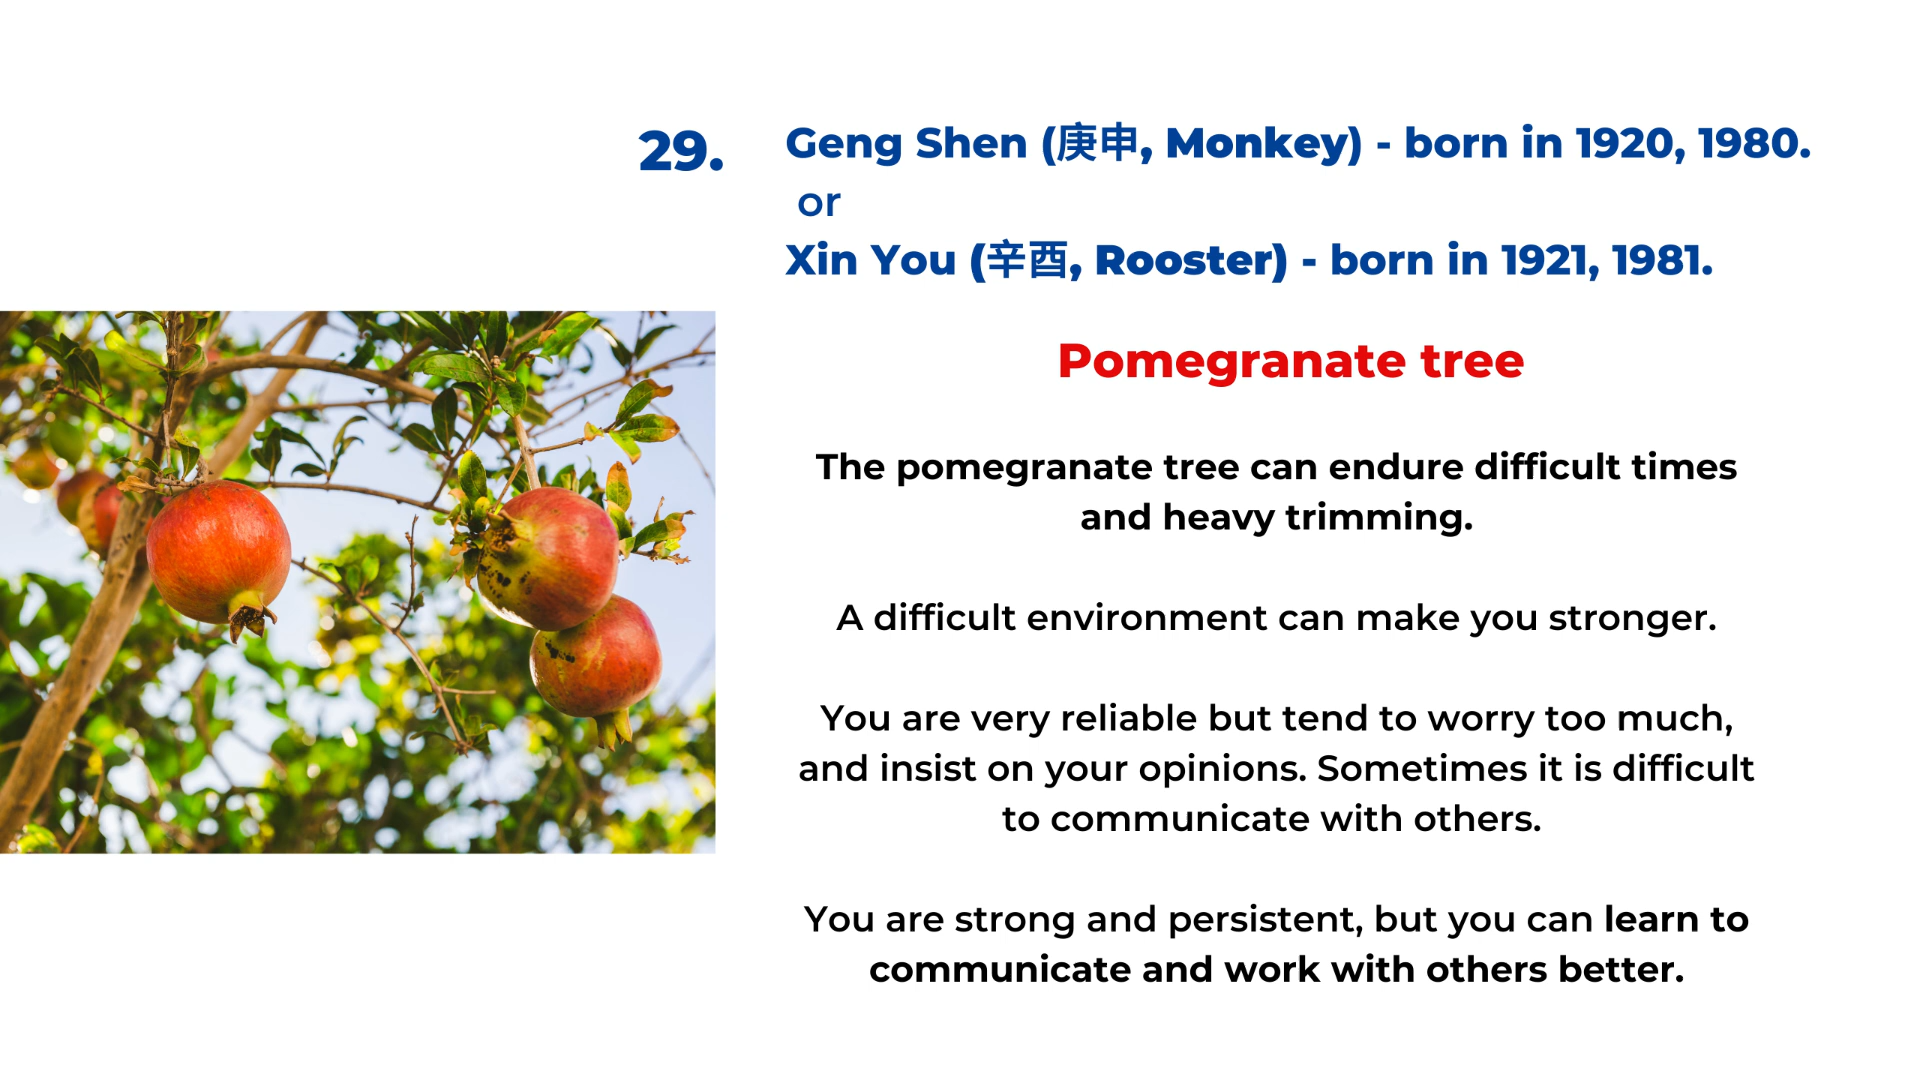 29.
Geng Shen (庚申, Monkey) - born in 1920, 1980.
or
Xin You (辛酉, Rooster) - born in 1921, 1981.
Pomegranate tree
The pomegranate tree can endure difficult times
and heavy trimming.
A difficult environment can make you stronger.
You are very reliable but tend to worry too much,
and insist on your opinions. Sometimes it is difficult
to communicate with others.
You are strong and persistent, but you can learn to
communicate and work with others better.